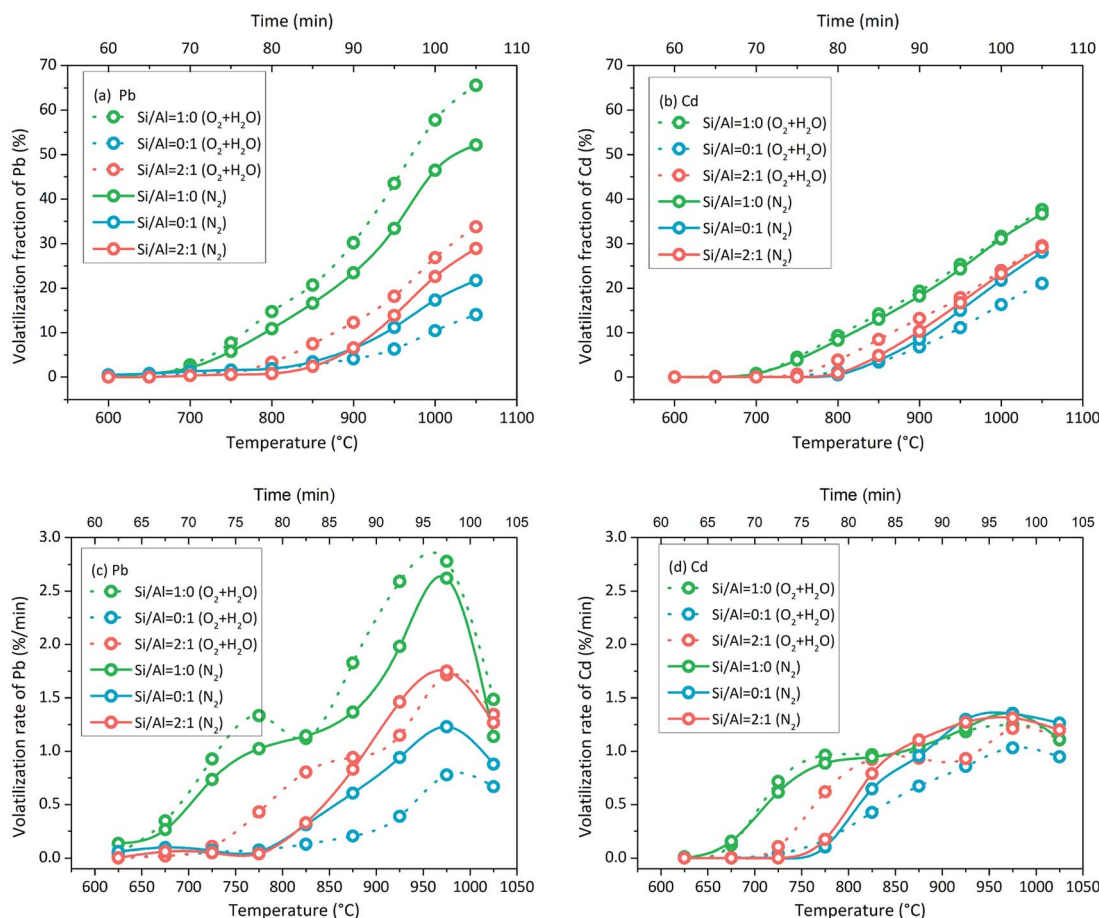 Time (min)
60 70 80 90 100 110
70
60
50
40
30
20
10
0
Volatilization fraction of Pb (%)
(a) Pb
Si/Al=1:0 (O₂+H₂O)
Si/Al=0:1 (O₂+H₂O)
Si/Al=2:1 (O₂+H₂O)
Si/Al=1:0 (N₂)
Si/Al=0:1 (N₂)
Si/Al=2:1 (N₂)
600 700 800 900 1000 1100
Temperature (°C)
Time (min)
60 70 80 90 100 110
70
60
50
40
30
20
10
0
Volatilization fraction of Cd (%)
(b) Cd
Si/Al=1:0 (O₂+H₂O)
Si/Al=0:1 (O₂+H₂O)
Si/Al=2:1 (O₂+H₂O)
Si/Al=1:0 (N₂)
Si/Al=0:1 (N₂)
Si/Al=2:1 (N₂)
600 700 800 900 1000 1100
Temperature (°C)
Time (min)
60 65 70 75 80 85 90 95 100 105
3.0
2.5
2.0
1.5
1.0
0.5
0.0
Volatilization rate of Pb (%/min)
(c) Pb
Si/Al=1:0 (O₂+H₂O)
Si/Al=0:1 (O₂+H₂O)
Si/Al=2:1 (O₂+H₂O)
Si/Al=1:0 (N₂)
Si/Al=0:1 (N₂)
Si/Al=2:1 (N₂)
600 650 700 750 800 850 900 950 1000 1050
Temperature (°C)
Time (min)
60 65 70 75 80 85 90 95 100 105
3.0
2.5
2.0
1.5
1.0
0.5
0.0
Volatilization rate of Cd (%/min)
(d) Cd
Si/Al=1:0 (O₂+H₂O)
Si/Al=0:1 (O₂+H₂O)
Si/Al=2:1 (O₂+H₂O)
Si/Al=1:0 (N₂)
Si/Al=0:1 (N₂)
Si/Al=2:1 (N₂)
600 650 700 750 800 850 900 950 1000 1050
Temperature (°C)